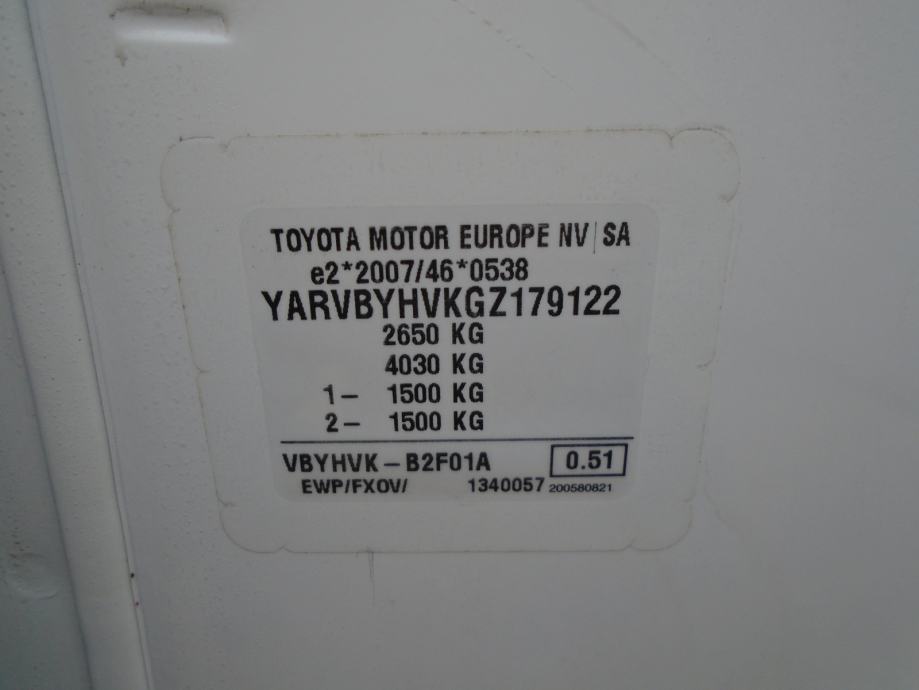 TOYOTA MOTOR EUROPE NV/SA
e2*2007/46*0538
YARVBYHVKGZ179122
2650 KG
4030 KG
1- 1500 KG
2- 1500 KG
VBYHVK-B2F01A 0.51
EWP/FXOV/ 1340057 200580821